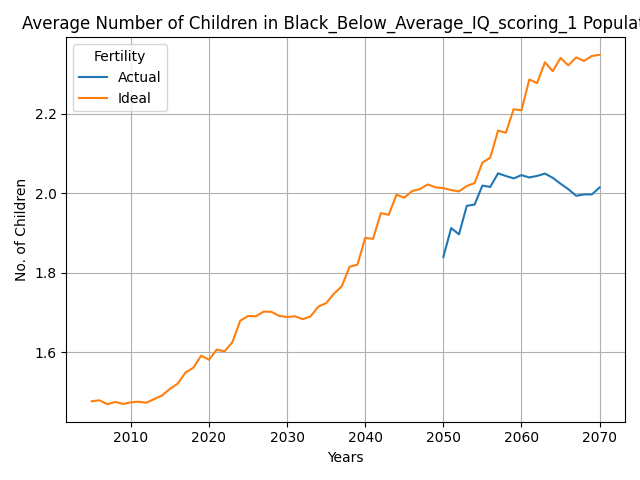 Average Number of Children in Black_Below_Average_IQ_scoring_1 Populat
Fertility
Actual
Ideal
2.2
2.0
1.8
1.6
No. of Children
2010 2020 2030 2040 2050 2060 2070
Years